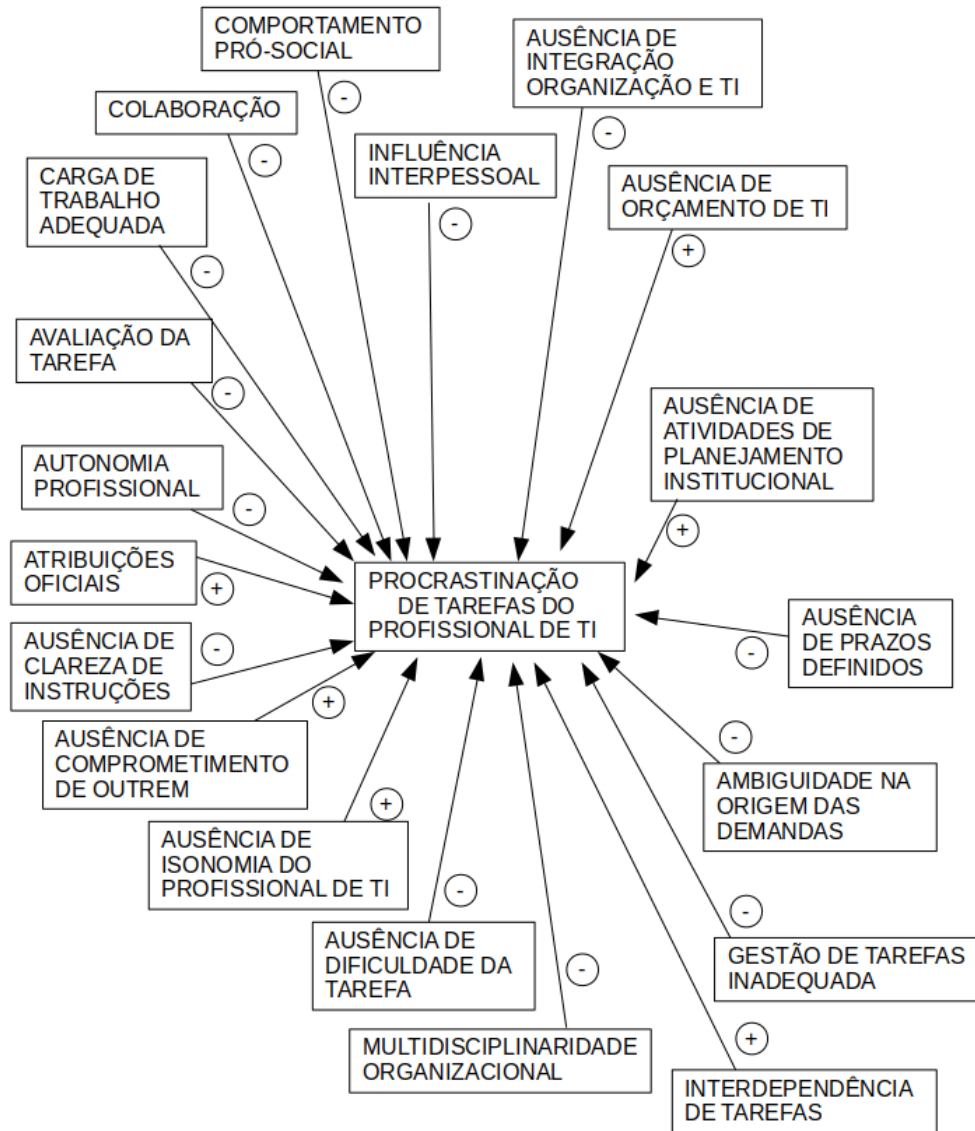 COMPORTAMENTO
PRÓ-SOCIAL
-
AUSÊNCIA DE
INTEGRAÇÃO
ORGANIZAÇÃO E TI
-
COLABORAÇÃO
-
INFLUÊNCIA
INTERPESSOAL
-
CARGA DE
TRABALHO
ADEQUADA
-
AUSÊNCIA DE
ORÇAMENTO DE TI
+
AVALIAÇÃO DA
TAREFA
-
AUSÊNCIA DE
ATIVIDADES DE
PLANEJAMENTO
INSTITUCIONAL
+
AUTONOMIA
PROFISSIONAL
-
ATRIBUIÇÕES
OFICIAIS
+
PROCRASTINAÇÃO
DE TAREFAS DO
PROFISSIONAL DE TI
AUSÊNCIA
DE PRAZOS
DEFINIDOS
-
AUSÊNCIA DE
CLAREZA DE
INSTRUÇÕES
-
AUSÊNCIA DE
COMPROMETIMENTO
DE OUTREM
+
AMBIGUIDADE NA
ORIGEM DAS
DEMANDAS
-
AUSÊNCIA DE
ISONOMIA DO
PROFISSIONAL DE TI
+
AUSÊNCIA DE
DIFICULDADE DA
TAREFA
-
GESTÃO DE TAREFAS
INADEQUADA
-
MULTIDISCIPLINARIDADE
ORGANIZACIONAL
-
INTERDEPENDÊNCIA
DE TAREFAS
+